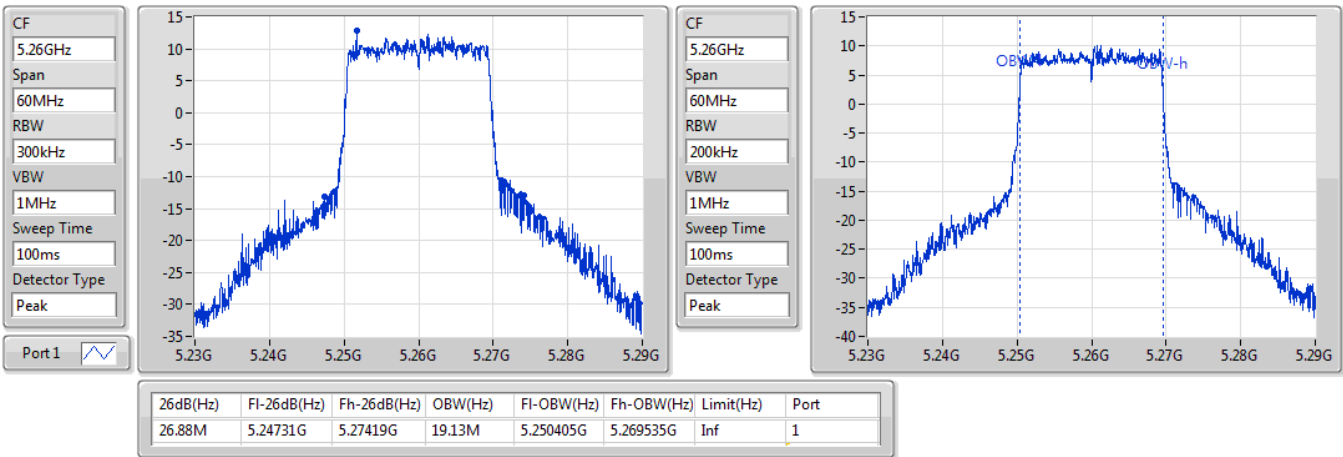 CF
5.26GHz
Span
60MHz
RBW
300kHz
VBW
1MHz
Sweep Time
100ms
Detector Type
Peak
Port 1
15
10
5
0
-5
-10
-15
-20
-25
-30
-35
5.23G 5.24G 5.25G 5.26G 5.27G 5.28G 5.29G
CF
5.26GHz
Span
60MHz
RBW
200kHz
VBW
1MHz
Sweep Time
100ms
Detector Type
Peak
15
10
5
0
-5
-10
-15
-20
-25
-30
-35
-40
OBW-h
5.23G 5.24G 5.25G 5.26G 5.27G 5.28G 5.29G
26dB(Hz) Fl-26dB(Hz) Fh-26dB(Hz) OBW(Hz) Fl-OBW(Hz) Fh-OBW(Hz) Limit(Hz) Port
26.88M 5.24731G 5.27419G 19.13M 5.250405G 5.269535G Inf 1